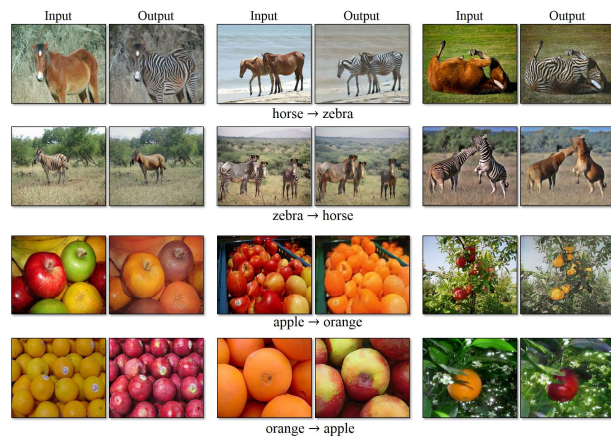 Input Output Input Output Input Output
horse → zebra
zebra → horse
apple → orange
orange → apple